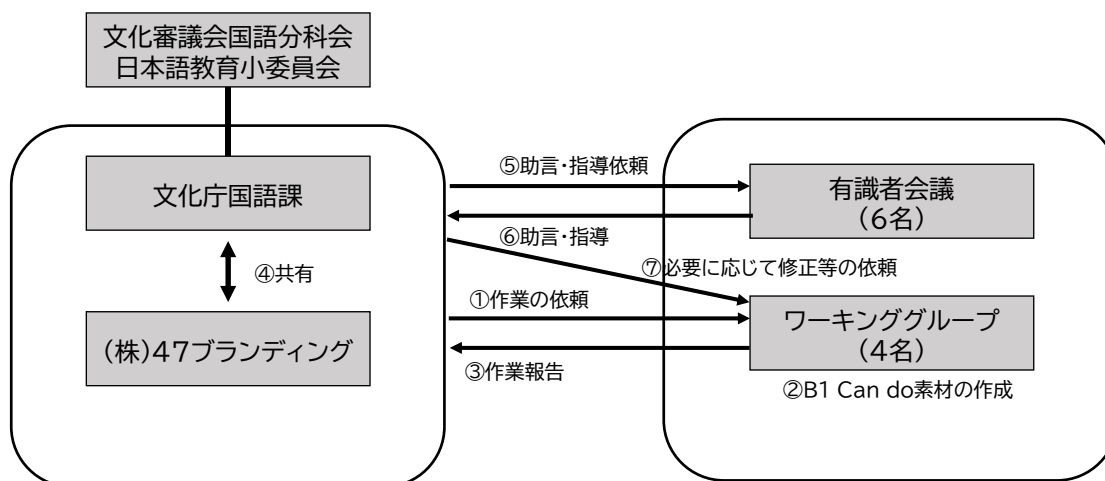 文化審議会国語分科会
日本語教育小委員会
文化庁国語課
④共有
(株)47ブランディング
⑤助言・指導依頼
⑥助言・指導
⑦必要に応じて修正等の依頼
①作業の依頼
③作業報告
有識者会議
(6名)
ワーキンググループ
(4名)
②B1 Can do素材の作成